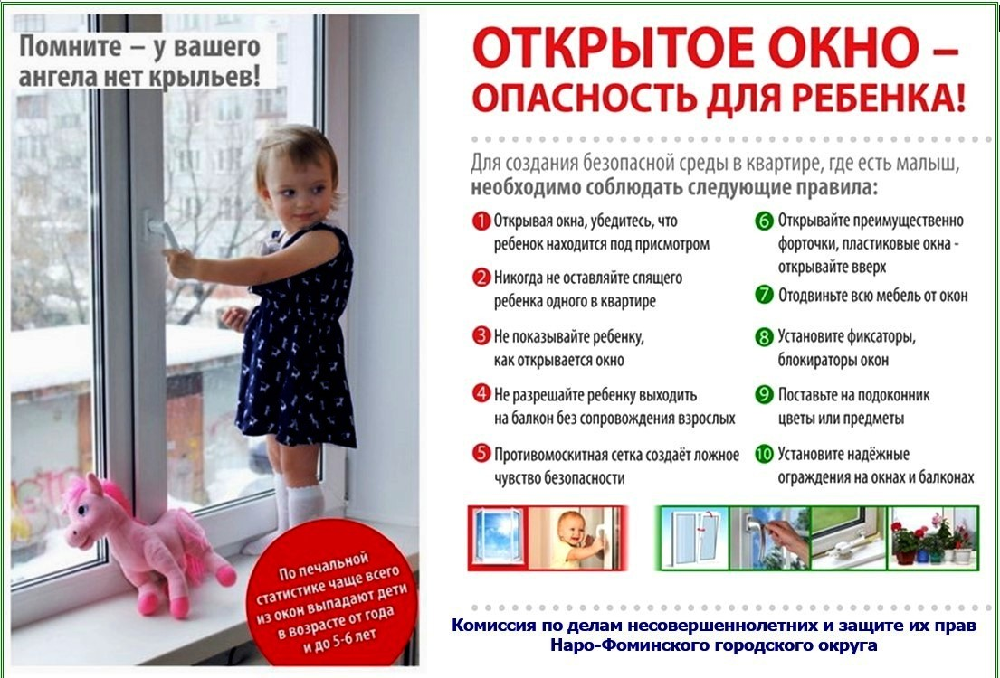 Помните – у вашего
ангела нет крыльев!
По печальной
статистике чаще всего
из окон выпадают дети
в возрасте от года
и до 5-6 лет
ОТКРЫТОЕ ОКНО –
ОПАСНОСТЬ ДЛЯ РЕБЕНКА!
Для создания безопасной среды в квартире, где есть малыш,
необходимо соблюдать следующие правила:
1 Открывая окна, убедитесь, что
ребенок находится под присмотром
2 Никогда не оставляйте спящего
ребенка одного в квартире
3 Не показывайте ребенку,
как открывается окно
4 Не разрешайте ребенку выходить
на балкон без сопровождения взрослых
5 Противомоскитная сетка создаёт ложное
чувство безопасности
6 Открывайте преимущественно
форточки, пластиковые окна -
открывайте вверх
7 Отодвиньте всю мебель от окон
8 Установите фиксаторы,
блокираторы окон
9 Поставьте на подоконник
цветы или предметы
10 Установите надёжные
ограждения на окнах и балконах
Комиссия по делам несовершеннолетних и защите их прав
Наро-Фоминского городского округа